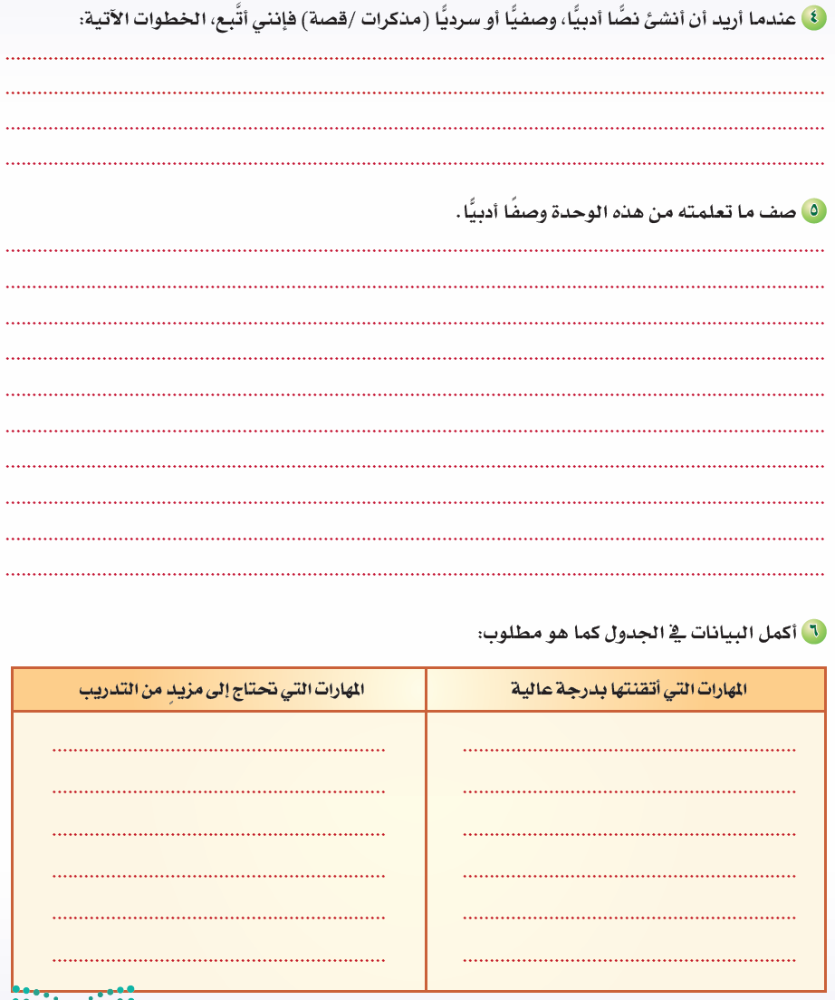 ٤ عندما أريد أن أنشئ نصًّا أدبيًّا، وصفيًّا أو سرديًّا (مذكرات /قصة) فإنني أتَّبع، الخطوات الآتية:
٥ صف ما تعلمته من هذه الوحدة وصفًا أدبيًّا.
٦ أكمل البيانات في الجدول كما هو مطلوب:
المهارات التي أتقنتها بدرجة عالية
المهارات التي تحتاج إلى مزيدٍ من التدريب